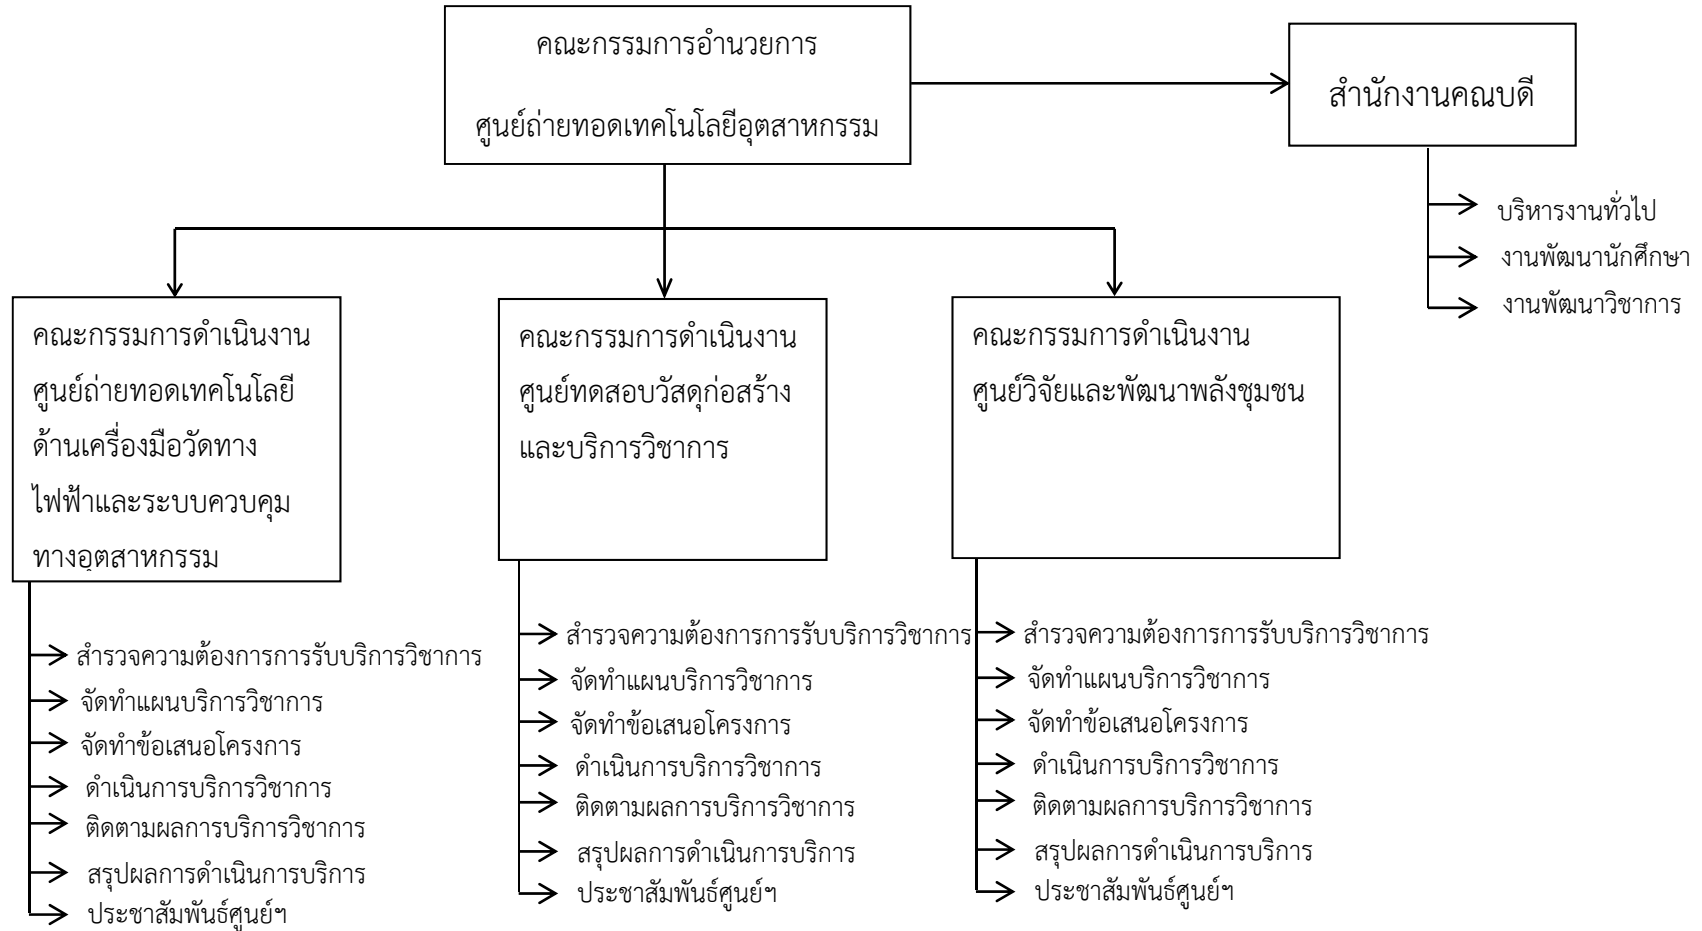 คณะกรรมการอำนวยการ
ศูนย์ถ่ายทอดเทคโนโลยีอุตสาหกรรม
สำนักงานคณบดี
บริหารงานทั่วไป
งานพัฒนานักศึกษา
งานพัฒนาวิชาการ
คณะกรรมการดำเนินงาน
ศูนย์ถ่ายทอดเทคโนโลยี
ด้านเครื่องมือวัดทาง
ไฟฟ้าและระบบควบคุม
ทางอุตสาหกรรม
สำรวจความต้องการการรับบริการวิชาการ
จัดทำแผนบริการวิชาการ
จัดทำข้อเสนอโครงการ
ดำเนินการบริการวิชาการ
ติดตามผลการบริการวิชาการ
สรุปผลการดำเนินการบริการ
ประชาสัมพันธ์ศูนย์ฯ
คณะกรรมการดำเนินงาน
ศูนย์ทดสอบวัสดุก่อสร้าง
และบริการวิชาการ
สำรวจความต้องการการรับบริการวิชาการ
จัดทำแผนบริการวิชาการ
จัดทำข้อเสนอโครงการ
ดำเนินการบริการวิชาการ
ติดตามผลการบริการวิชาการ
สรุปผลการดำเนินการบริการ
ประชาสัมพันธ์ศูนย์ฯ
คณะกรรมการดำเนินงาน
ศูนย์วิจัยและพัฒนาพลังชุมชน
สำรวจความต้องการการรับบริการวิชาการ
จัดทำแผนบริการวิชาการ
จัดทำข้อเสนอโครงการ
ดำเนินการบริการวิชาการ
ติดตามผลการบริการวิชาการ
สรุปผลการดำเนินการบริการ
ประชาสัมพันธ์ศูนย์ฯ